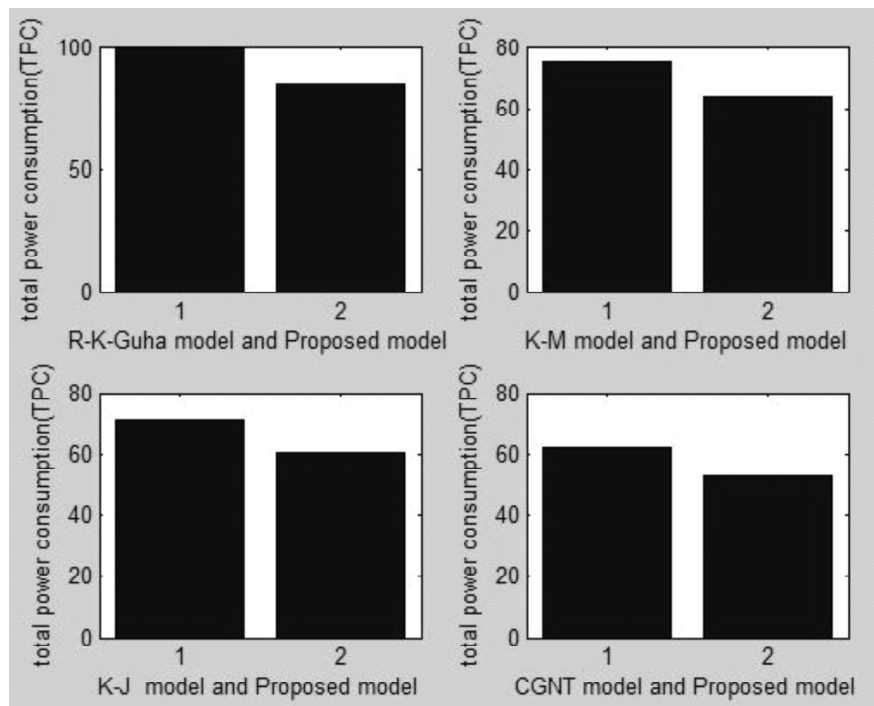 total power consumption(TPC)
100
50
0
1 2
R-K-Guha model and Proposed model
total power consumption(TPC)
80
60
40
20
0
1 2
K-M model and Proposed model
total power consumption(TPC)
80
60
40
20
0
1 2
K-J model and Proposed model
total power consumption(TPC)
80
60
40
20
0
1 2
CGNT model and Proposed model